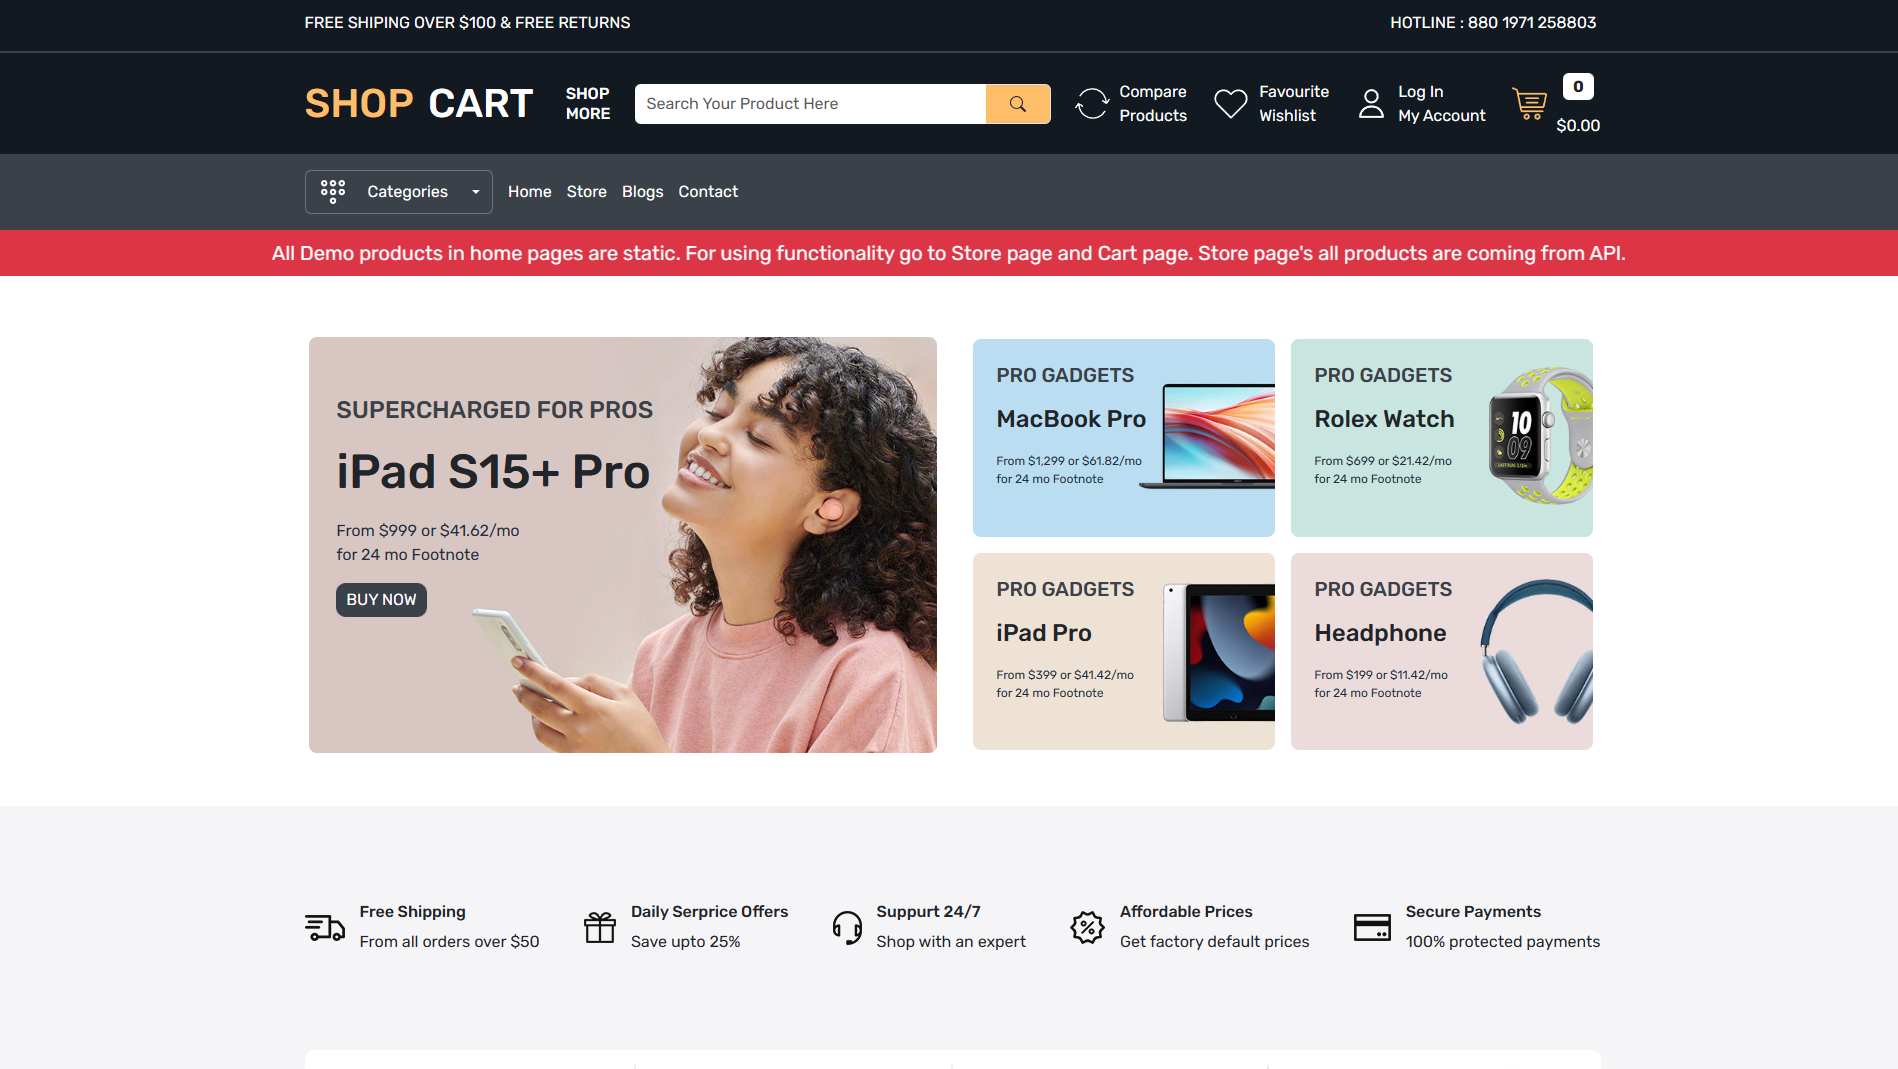 FREE SHIPING OVER $100 & FREE RETURNS
HOTLINE : 880 1971 258803
SHOP CART
SHOP
MORE
Search Your Product Here
Compare
Products
Favourite
Wishlist
Log In
My Account
0
$0.00
Categories
Home
Store
Blogs
Contact
All Demo products in home pages are static. For using functionality go to Store page and Cart page. Store page's all products are coming from API.
SUPERCHARGED FOR PROS
iPad S15+ Pro
From $999 or $41.62/mo
for 24 mo Footnote
BUY NOW
PRO GADGETS
MacBook Pro
From $1,299 or $61.82/mo
for 24 mo Footnote
PRO GADGETS
Rolex Watch
From $699 or $21.42/mo
for 24 mo Footnote
10
09
PRO GADGETS
iPad Pro
From $399 or $41.42/mo
for 24 mo Footnote
PRO GADGETS
Headphone
From $199 or $11.42/mo
for 24 mo Footnote
Free Shipping
From all orders over $50
Daily Serprice Offers
Save upto 25%
Suppurt 24/7
Shop with an expert
Affordable Prices
Get factory default prices
Secure Payments
100% protected payments